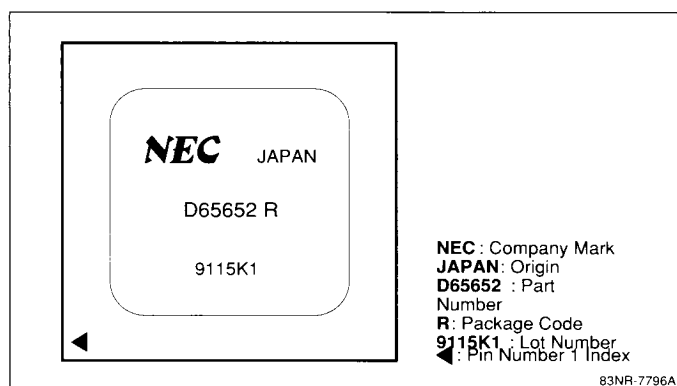 NEC JAPAN
D65652 R
9115K1
NEC : Company Mark
JAPAN: Origin
D65652 : Part
Number
R: Package Code
9115K1 : Lot Number
◀: Pin Number 1 Index
83NR-7796A